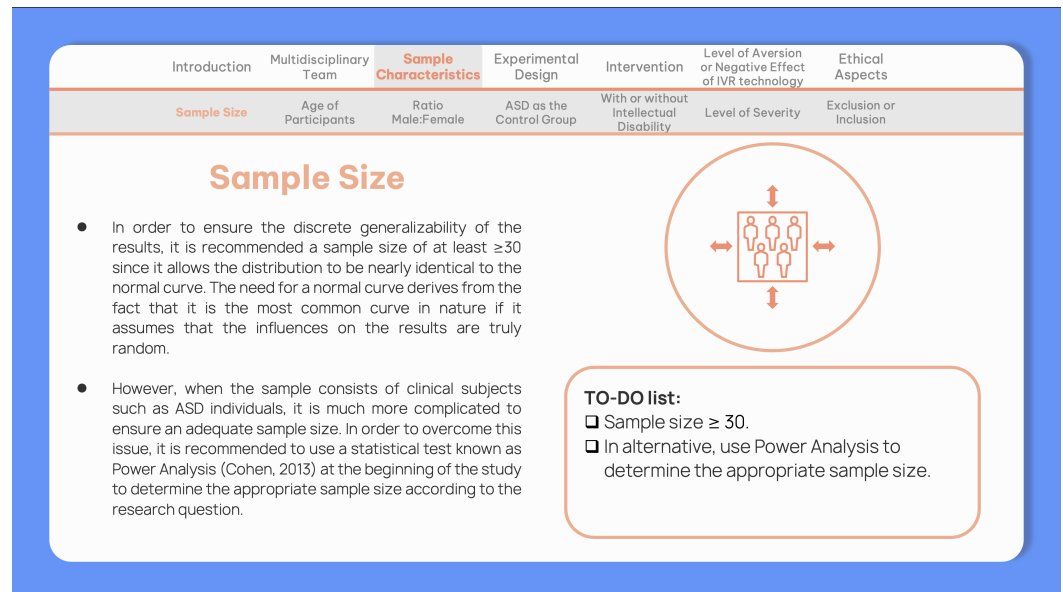 Introduction
Multidisciplinary
Team
Sample
Characteristics
Experimental
Design
Intervention
Level of Aversion
or Negative Effect
of IVR technology
Ethical
Aspects
Sample Size
Age of
Participants
Ratio
Male:Female
ASD as the
Control Group
With or without
Intellectual
Disability
Level of Severity
Exclusion or
Inclusion
Sample Size
● In order to ensure the discrete generalizability of the
results, it is recommended a sample size of at least ≥30
since it allows the distribution to be nearly identical to the
normal curve. The need for a normal curve derives from the
fact that it is the most common curve in nature if it
assumes that the influences on the results are truly
random.
● However, when the sample consists of clinical subjects
such as ASD individuals, it is much more complicated to
ensure an adequate sample size. In order to overcome this
issue, it is recommended to use a statistical test known as
Power Analysis (Cohen, 2013) at the beginning of the study
to determine the appropriate sample size according to the
research question.
TO-DO list:
❑ Sample size ≥ 30.
❑ In alternative, use Power Analysis to
determine the appropriate sample size.